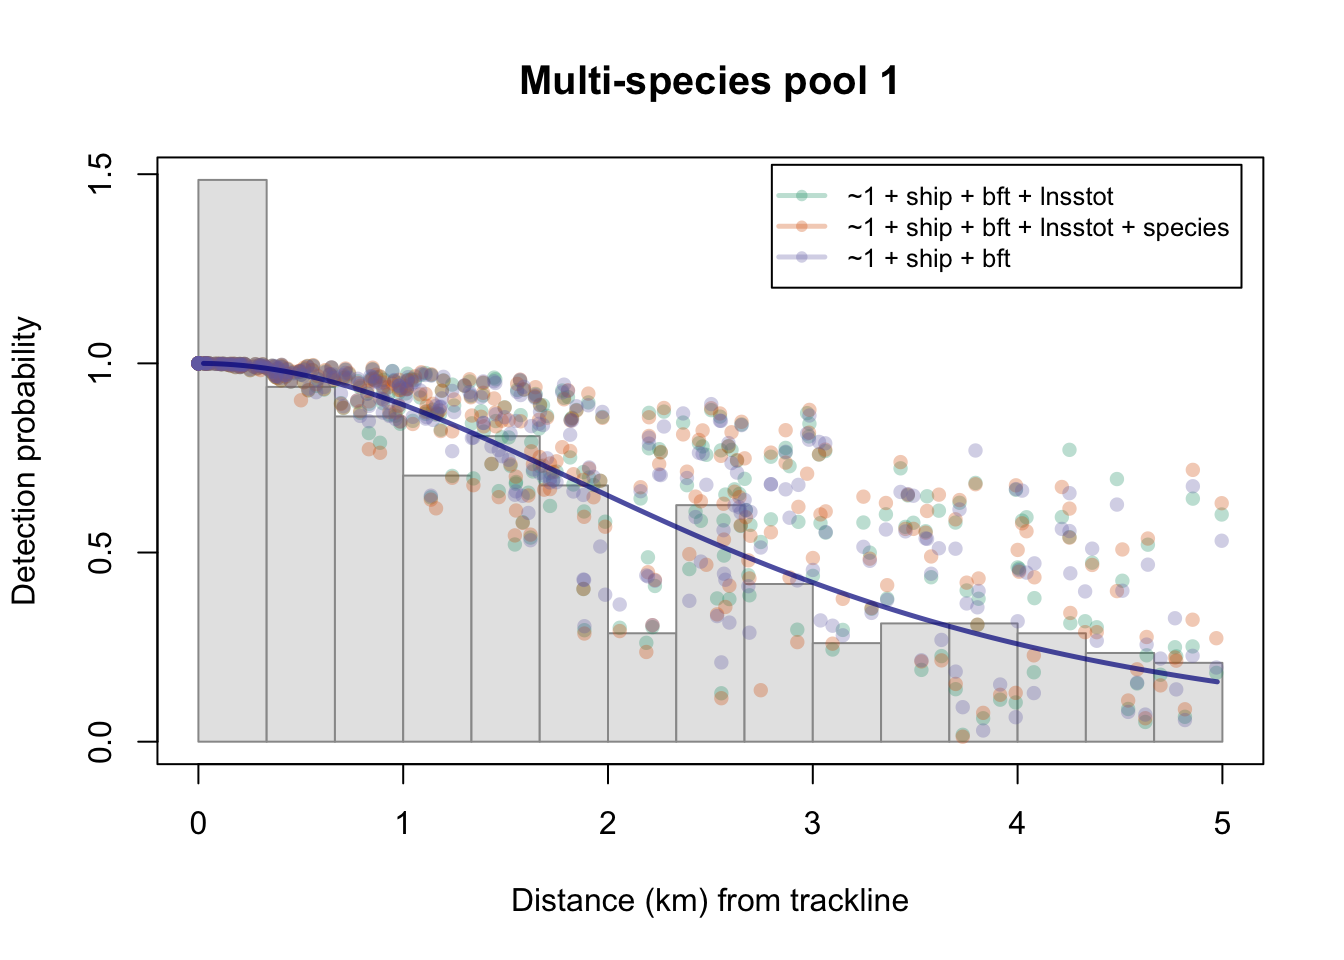 Multi-species pool 1
1.5
1.0
0.5
0.0
Detection probability
~1 + ship + bft + lnsstot
~1 + ship + bft + lnsstot + species
~1 + ship + bft
0 1 2 3 4 5
Distance (km) from trackline